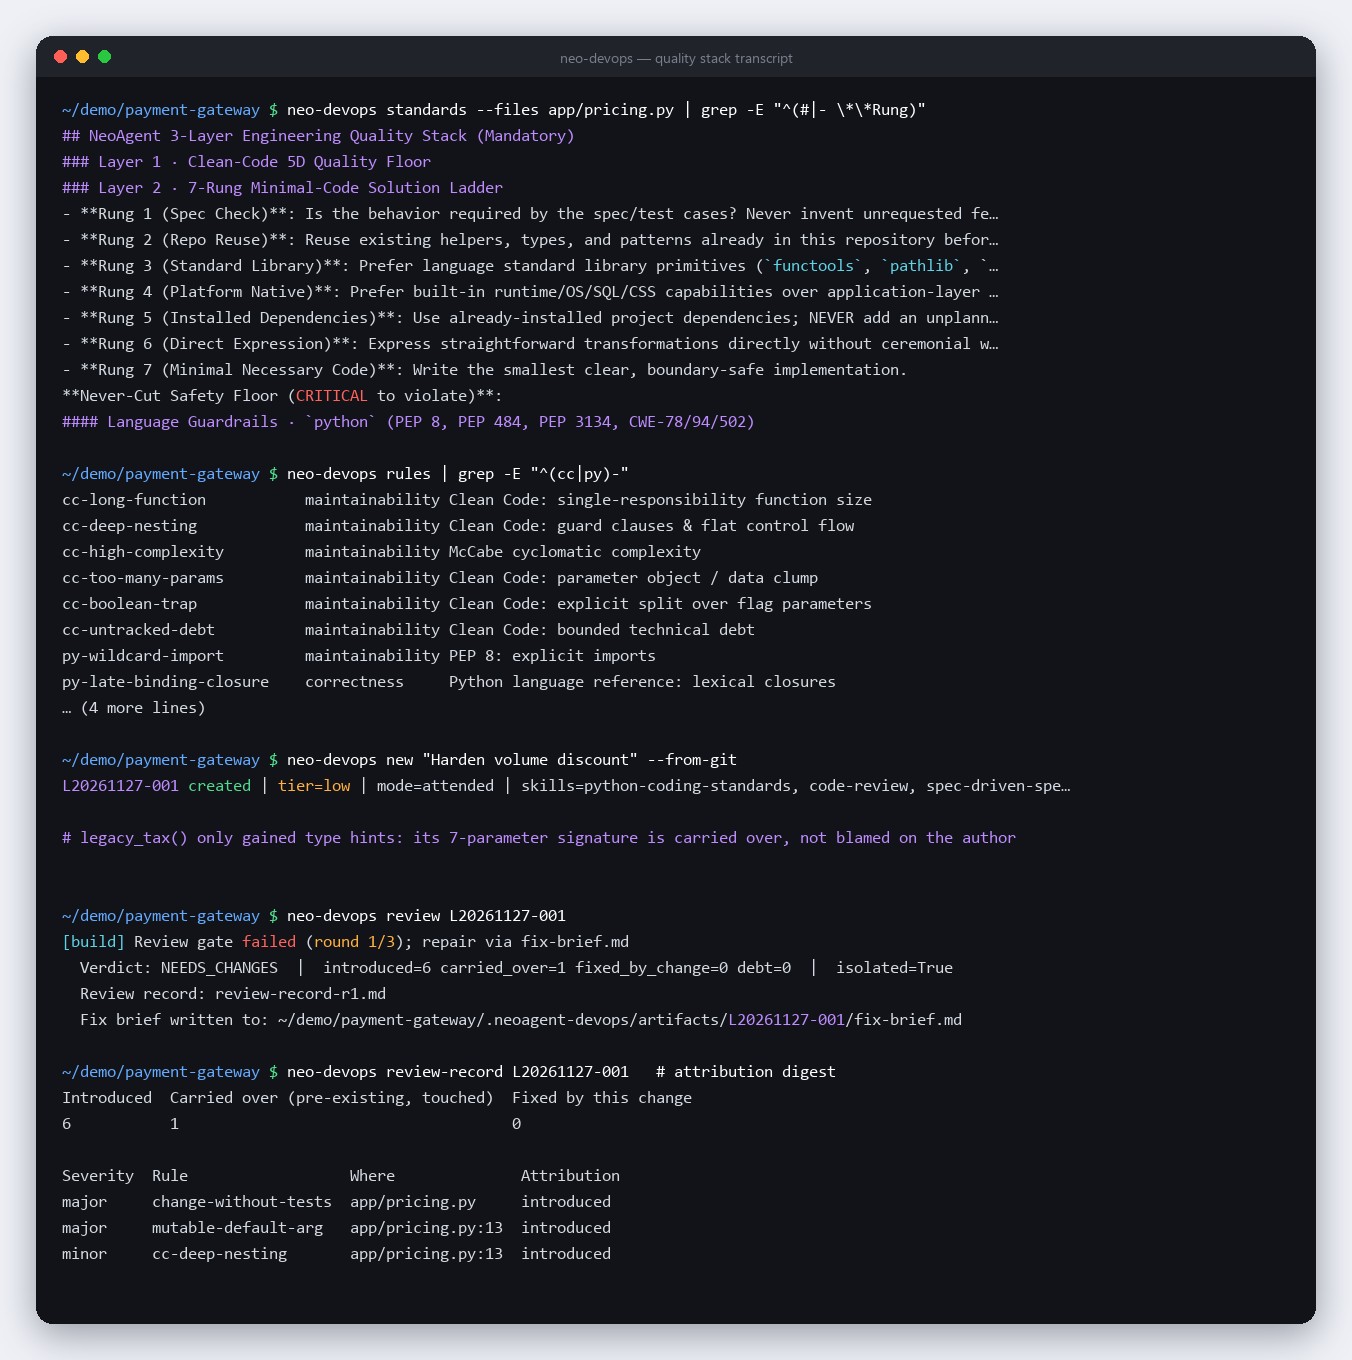 neo-devops — quality stack transcript
~/demo/payment-gateway $ neo-devops standards --files app/pricing.py | grep -E "^(#|- \*\*Rung)"
## NeoAgent 3-Layer Engineering Quality Stack (Mandatory)
### Layer 1 · Clean-Code 5D Quality Floor
### Layer 2 · 7-Rung Minimal-Code Solution Ladder
- **Rung 1 (Spec Check)**: Is the behavior required by the spec/test cases? Never invent unrequested fe…
- **Rung 2 (Repo Reuse)**: Reuse existing helpers, types, and patterns already in this repository befor…
- **Rung 3 (Standard Library)**: Prefer language standard library primitives (`functools`, `pathlib`, `…
- **Rung 4 (Platform Native)**: Prefer built-in runtime/OS/SQL/CSS capabilities over application-layer …
- **Rung 5 (Installed Dependencies)**: Use already-installed project dependencies; NEVER add an unplann…
- **Rung 6 (Direct Expression)**: Express straightforward transformations directly without ceremonial w…
- **Rung 7 (Minimal Necessary Code)**: Write the smallest clear, boundary-safe implementation.
**Never-Cut Safety Floor (CRITICAL to violate)**:
#### Language Guardrails · `python` (PEP 8, PEP 484, PEP 3134, CWE-78/94/502)
~/demo/payment-gateway $ neo-devops rules | grep -E "^(cc|py)-"
cc-long-function           maintainability Clean Code: single-responsibility function size
cc-deep-nesting            maintainability Clean Code: guard clauses & flat control flow
cc-high-complexity         maintainability McCabe cyclomatic complexity
cc-too-many-params         maintainability Clean Code: parameter object / data clump
cc-boolean-trap            maintainability Clean Code: explicit split over flag parameters
cc-untracked-debt          maintainability Clean Code: bounded technical debt
py-wildcard-import         maintainability PEP 8: explicit imports
py-late-binding-closure    correctness     Python language reference: lexical closures
… (4 more lines)
~/demo/payment-gateway $ neo-devops new "Harden volume discount" --from-git
L20261127-001 created | tier=low | mode=attended | skills=python-coding-standards, code-review, spec-driven-spe…
# legacy_tax() only gained type hints: its 7-parameter signature is carried over, not blamed on the author
~/demo/payment-gateway $ neo-devops review L20261127-001
[build] Review gate failed (round 1/3); repair via fix-brief.md
  Verdict: NEEDS_CHANGES  |  introduced=6 carried_over=1 fixed_by_change=0 debt=0  |  isolated=True
  Review record: review-record-r1.md
  Fix brief written to: ~/demo/payment-gateway/.neoagent-devops/artifacts/L20261127-001/fix-brief.md
~/demo/payment-gateway $ neo-devops review-record L20261127-001   # attribution digest
Introduced  Carried over (pre-existing, touched)  Fixed by this change
6           1                                     0
Severity  Rule                  Where              Attribution
major     change-without-tests  app/pricing.py     introduced
major     mutable-default-arg   app/pricing.py:13  introduced
minor     cc-deep-nesting       app/pricing.py:13  introduced